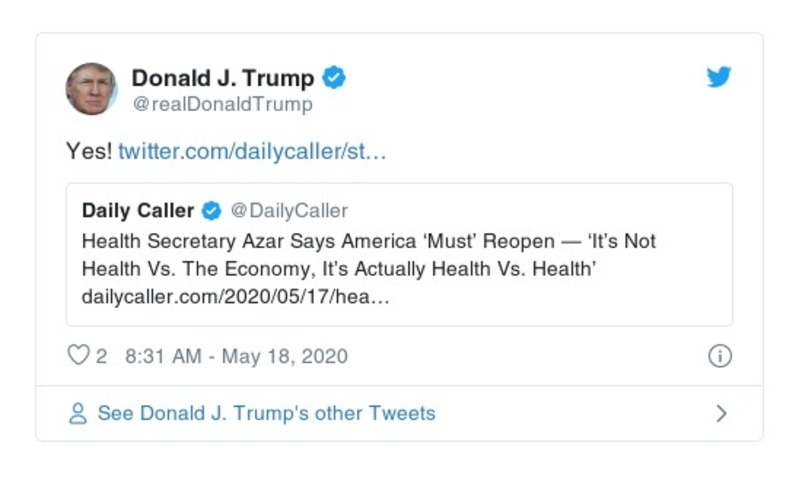 Donald J. Trump
@realDonaldTrump
Yes! twitter.com/dailycaller/st…
Daily Caller @DailyCaller
Health Secretary Azar Says America ‘Must’ Reopen — ‘It’s Not
Health Vs. The Economy, It’s Actually Health Vs. Health’
dailycaller.com/2020/05/17/hea…
2 8:31 AM - May 18, 2020
See Donald J. Trump's other Tweets